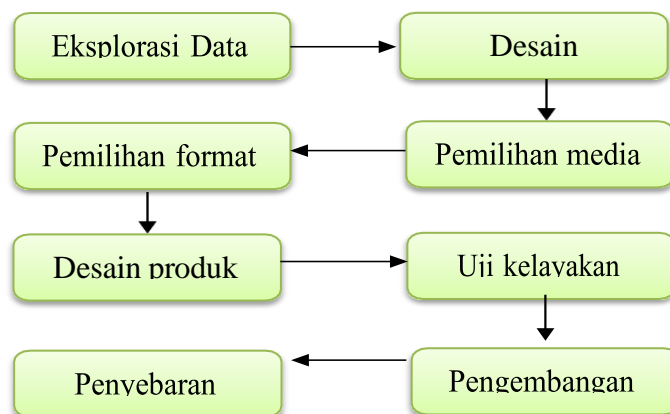 Eksplorasi Data
Desain
Pemilihan format
Pemilihan media
Desain produk
Uji kelayakan
Penyebaran
Pengembangan